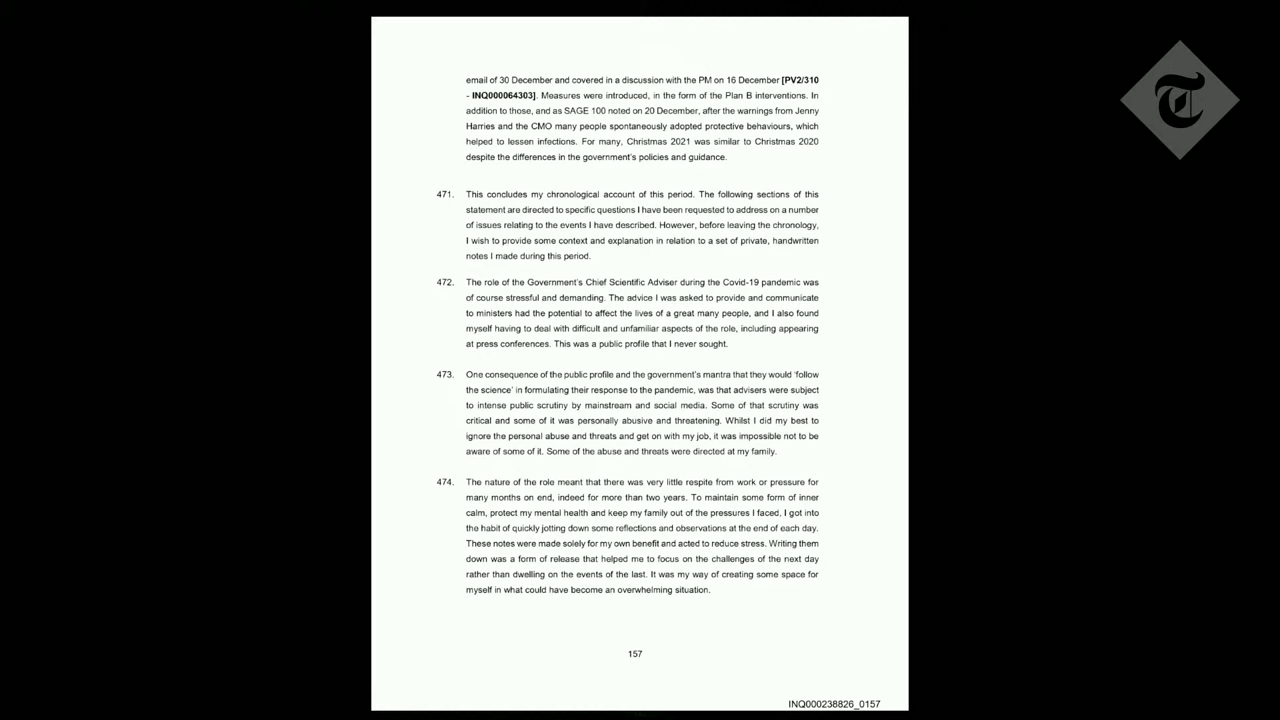 email of 30 December and covered in a discussion with the PM on 16 December [PV2/310
- INQ000064303]. Measures were introduced, in the form of the Plan B interventions. In
addition to those, and as SAGE 100 noted on 20 December, after the warnings from Jenny
Harries and the CMO many people spontaneously adopted protective behaviours, which
helped to lessen infections. For many, Christmas 2021 was similar to Christmas 2020
despite the differences in the government's policies and guidance.
471. This concludes my chronological account of this period. The following sections of this
statement are directed to specific questions I have been requested to address on a number
of issues relating to the events I have described. However, before leaving the chronology,
I wish to provide some context and explanation in relation to a set of private, handwritten
notes I made during this period.
472. The role of the Government's Chief Scientific Adviser during the Covid-19 pandemic was
of course stressful and demanding. The advice I was asked to provide and communicate
to ministers had the potential to affect the lives of a great many people, and I also found
myself having to deal with difficult and unfamiliar aspects of the role, including appearing
at press conferences. This was a public profile that I never sought.
473. One consequence of the public profile and the government's mantra that they would 'follow
the science' in formulating their response to the pandemic, was that advisers were subject
to intense public scrutiny by mainstream and social media. Some of that scrutiny was
critical and some of it was personally abusive and threatening. Whilst I did my best to
ignore the personal abuse and threats and get on with my job, it was impossible not to be
aware of some of it. Some of the abuse and threats were directed at my family.
474. The nature of the role meant that there was very little respite from work or pressure for
many months on end, indeed for more than two years. To maintain some form of inner
calm, protect my mental health and keep my family out of the pressures I faced, I got into
the habit of quickly jotting down some reflections and observations at the end of each day.
These notes were made solely for my own benefit and acted to reduce stress. Writing them
down was a form of release that helped me to focus on the challenges of the next day
rather than dwelling on the events of the last. It was my way of creating some space for
myself in what could have become an overwhelming situation.
157
INQ000238826_0157
T